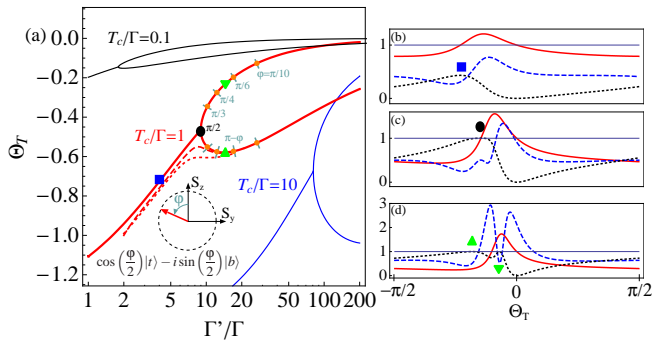 (a)
T_c/Γ=0.1
φ=π/10
π/6
π/4
π/3
π/2
T_c/Γ=1
π−φ
T_c/Γ=10
S_z
φ
S_y
cos(φ/2)|t⟩ − i sin(φ/2)|b⟩
Θ_T
0.0
−0.2
−0.4
−0.6
−0.8
−1.0
−1.2
1 2 5 10 20 50 100 200
Γ'/Γ
(b)
1
0
(c)
1
0
(d)
3
2
1
0
−π/2 0 π/2
Θ_T